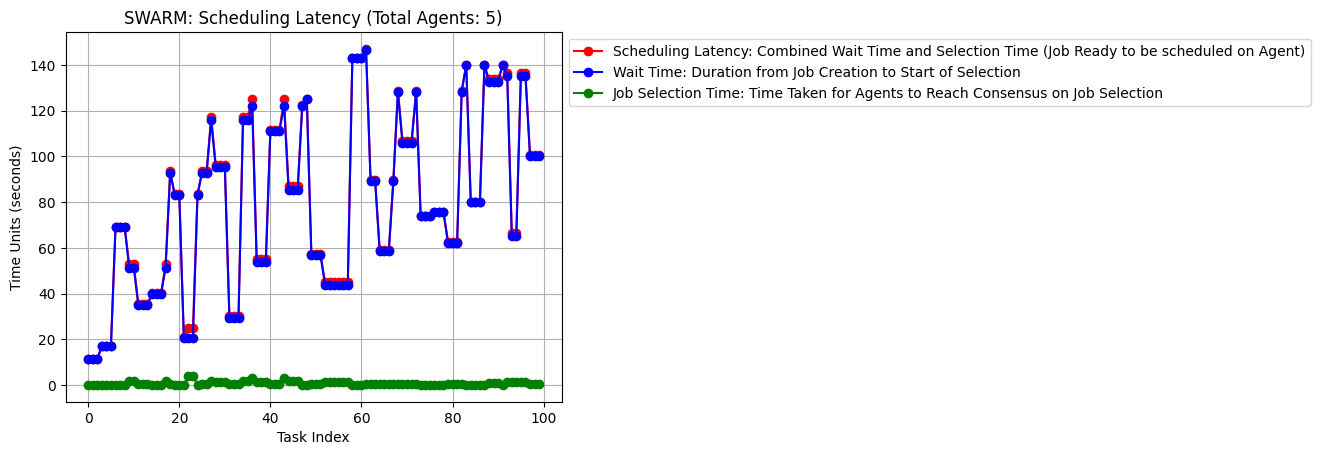 SWARM: Scheduling Latency (Total Agents: 5)
Scheduling Latency: Combined Wait Time and Selection Time (Job Ready to be scheduled on Agent)
Wait Time: Duration from Job Creation to Start of Selection
Job Selection Time: Time Taken for Agents to Reach Consensus on Job Selection
Time Units (seconds)
140
120
100
80
60
40
20
0
0 20 40 60 80 100
Task Index